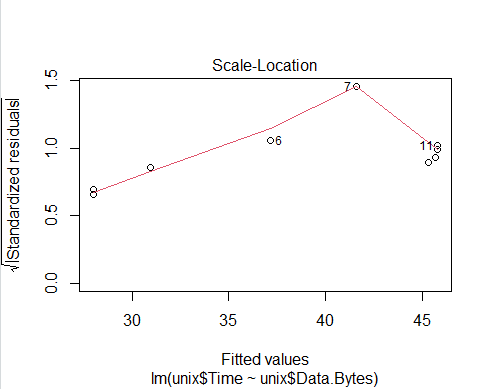 Scale-Location
√|Standardized residuals|
1.5
1.0
0.5
0.0
7
6
11
30
35
40
45
Fitted values
lm(unix$Time ~ unix$Data.Bytes)